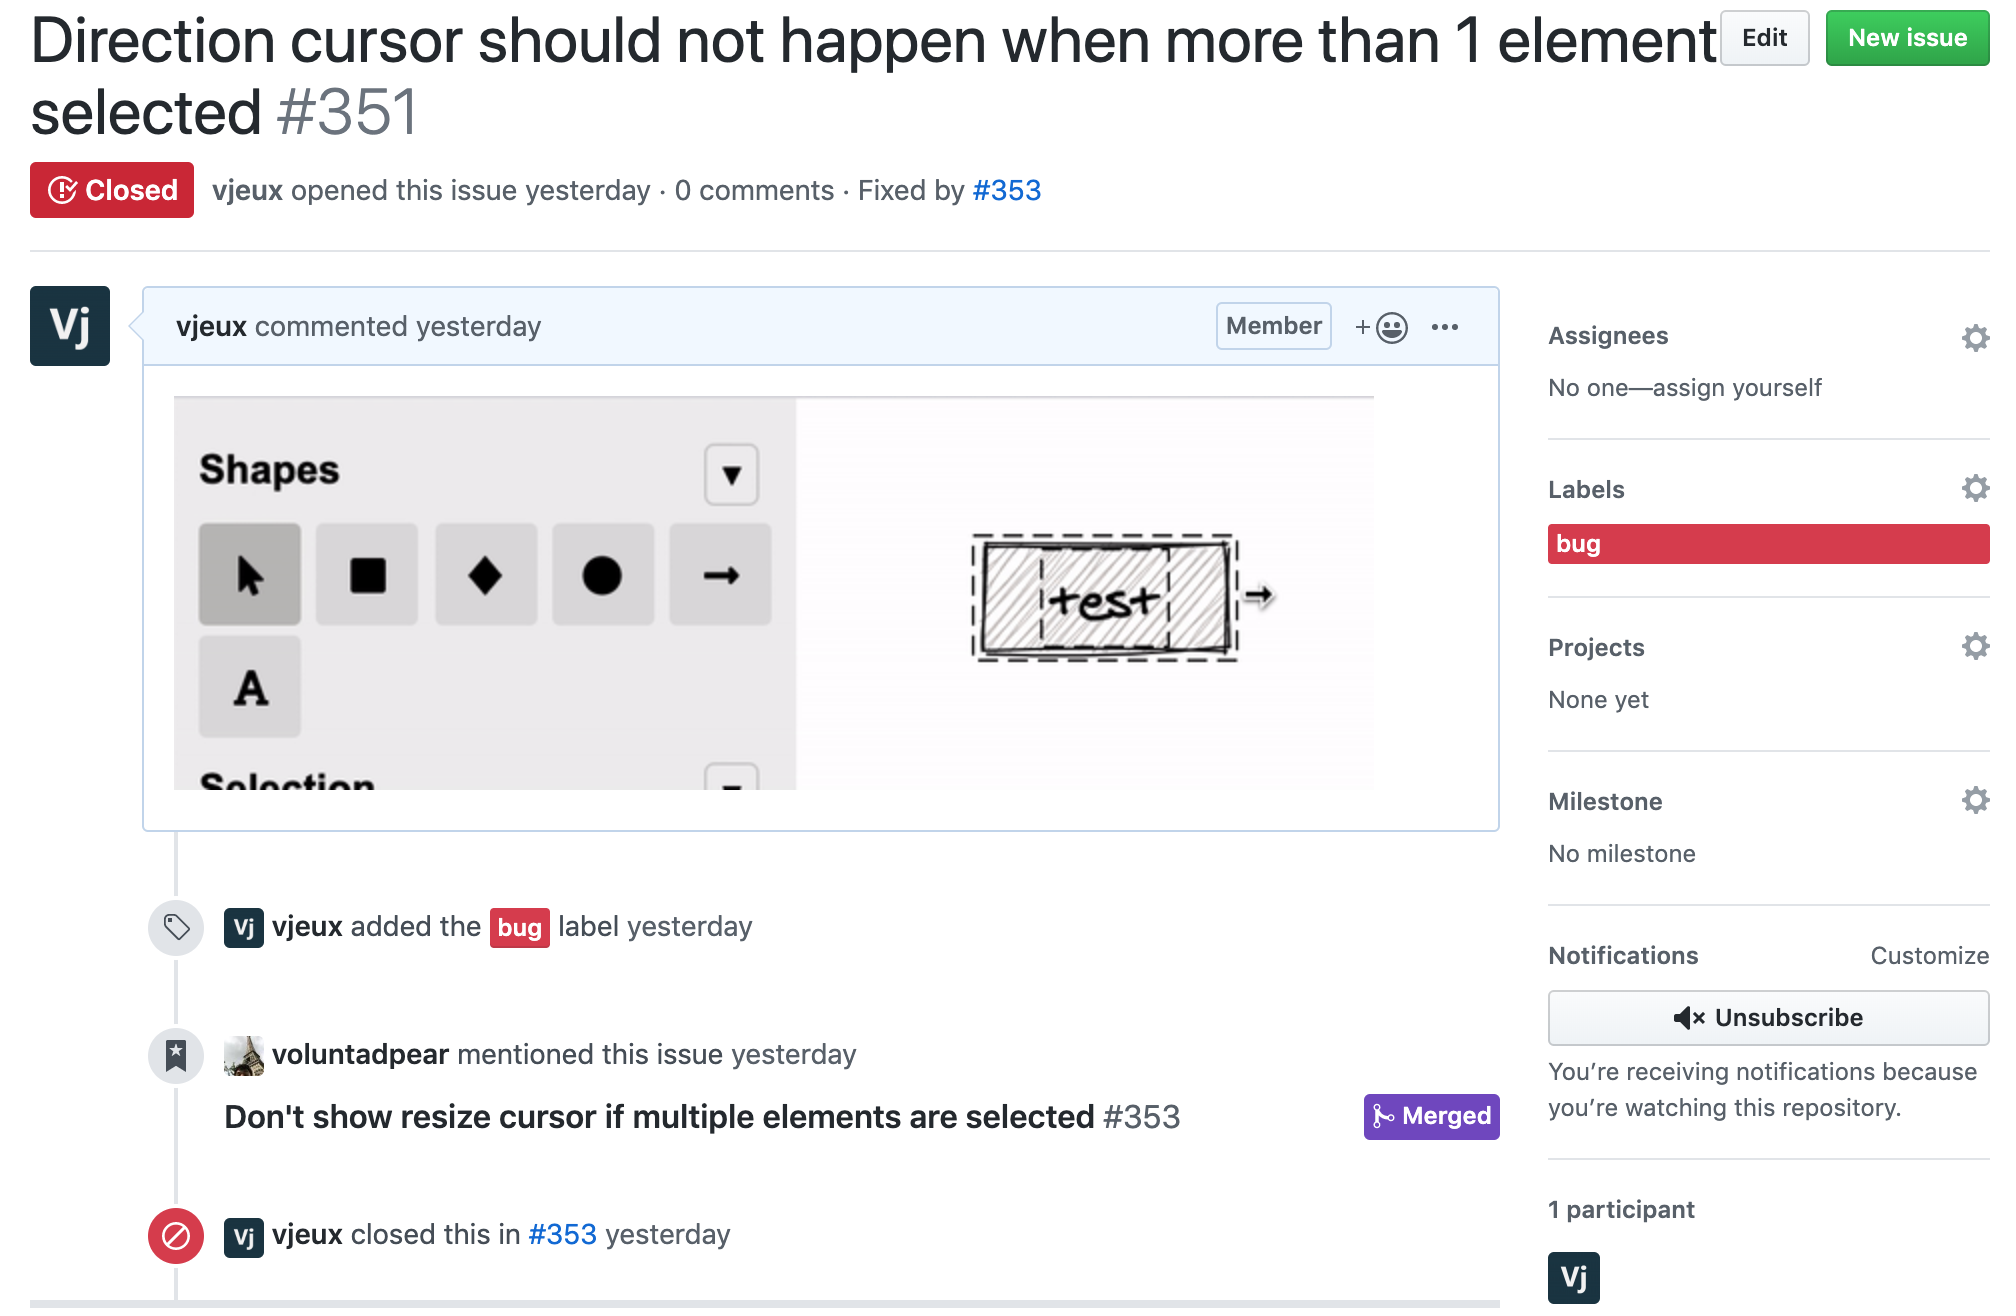 Direction cursor should not happen when more than 1 element
selected #351
Edit
New issue
Closed
vjeux opened this issue yesterday · 0 comments · Fixed by #353
Vj
vjeux commented yesterday
Member
Shapes
A
test
Selection
Vj vjeux added the bug label yesterday
voluntadpear mentioned this issue yesterday
Don't show resize cursor if multiple elements are selected #353
Merged
Vj vjeux closed this in #353 yesterday
Assignees
No one—assign yourself
Labels
bug
Projects
None yet
Milestone
No milestone
Notifications
Customize
Unsubscribe
You’re receiving notifications because
you’re watching this repository.
1 participant
Vj